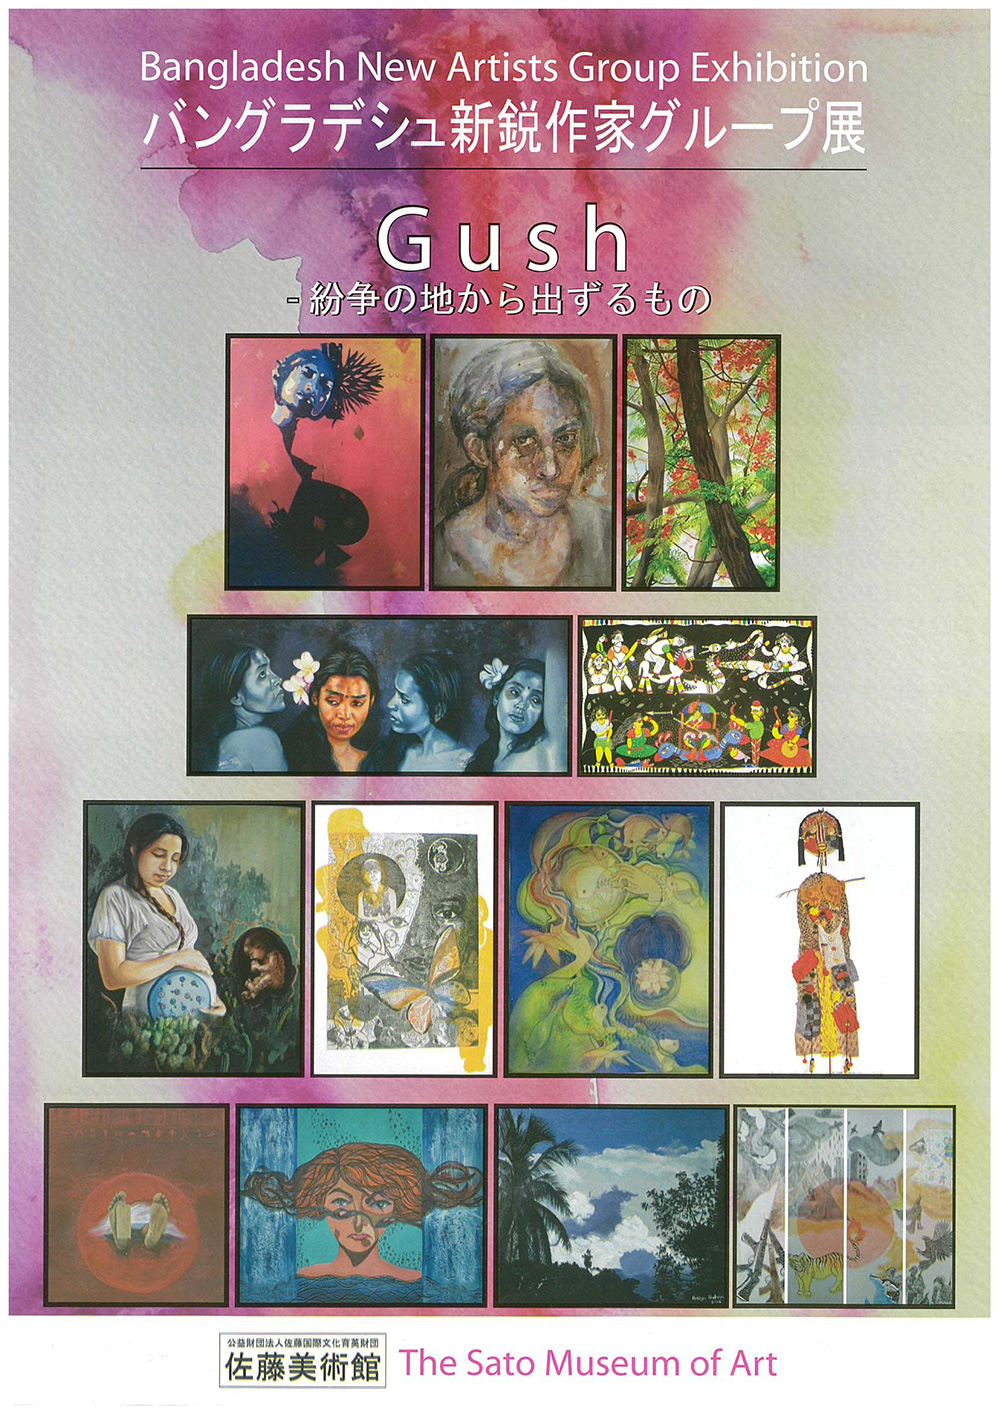 Bangladesh New Artists Group Exhibition
バングラデシュ新鋭作家グループ展
Gush
-紛争の地から出ずるもの
公益財団法人佐藤国際文化育英財団
佐藤美術館
The Sato Museum of Art